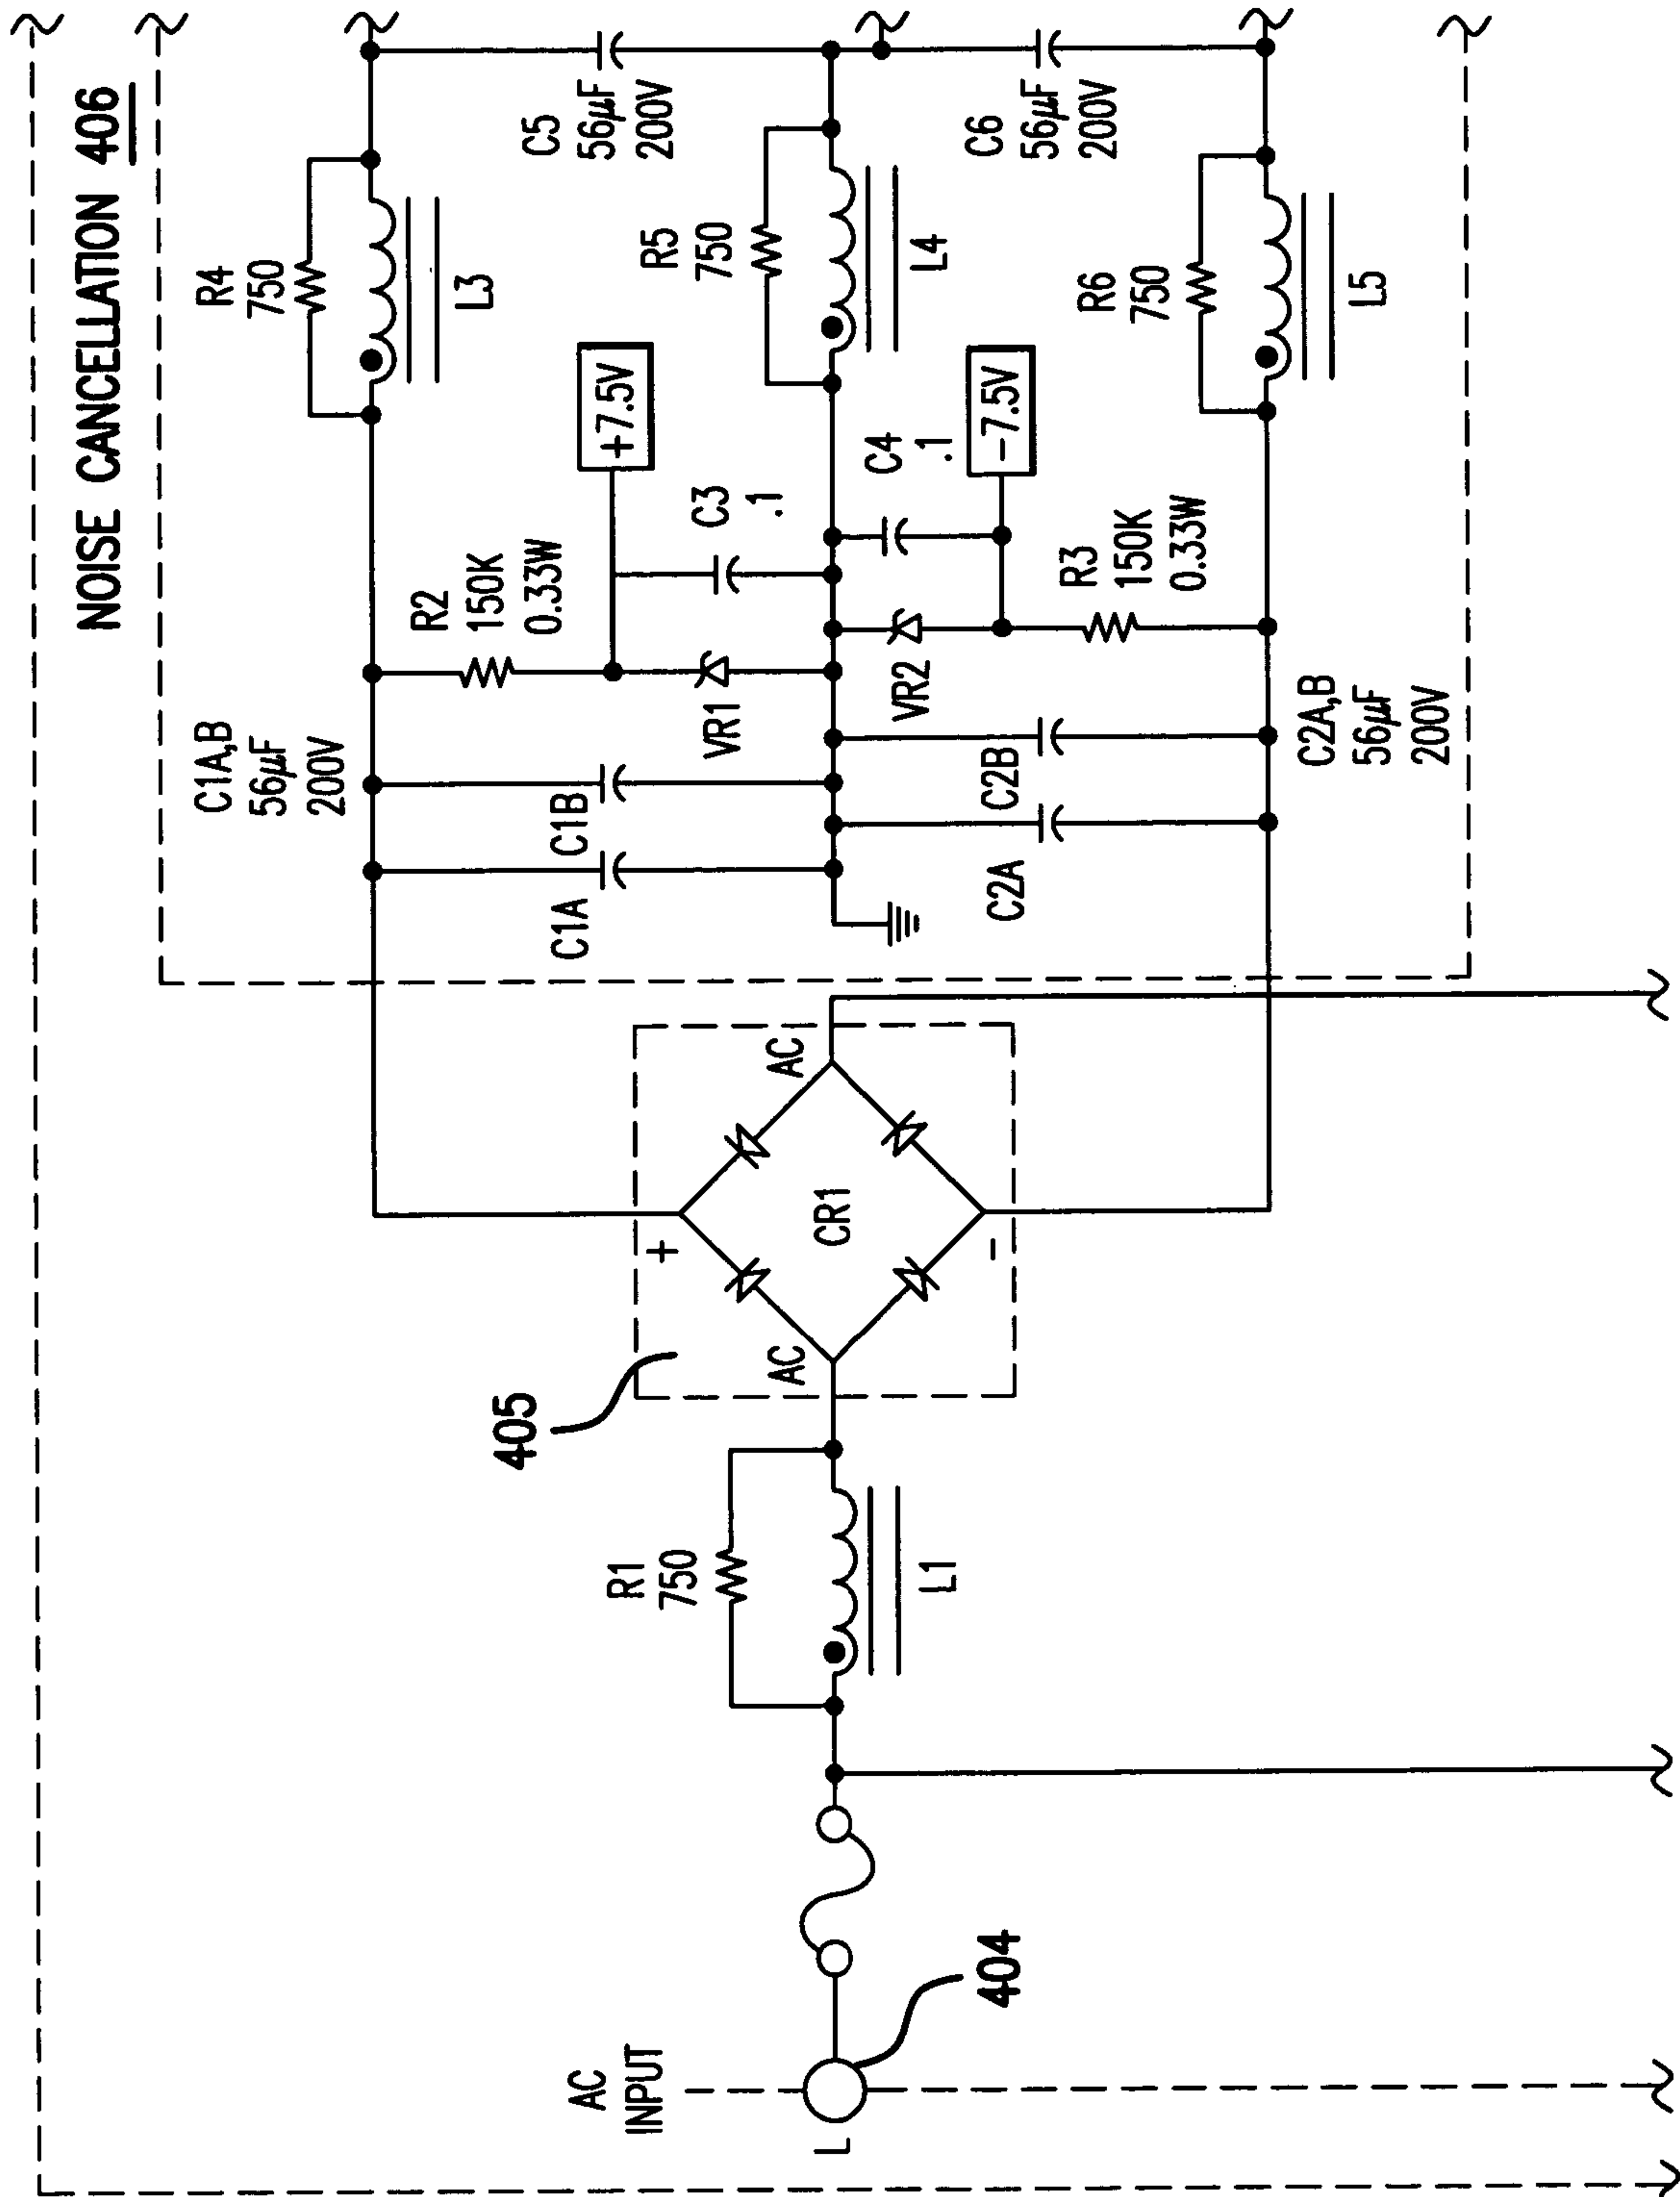 NOISE CANCELLATION 406
R4
750
L3
C5
56µF
200V
R5
750
L4
C6
56µF
200V
R6
750
L5
+7.5V
-7.5V
C3
.1
C4
.1
R2
150K
0.33W
R3
150K
0.33W
VR1
VR2
C1A,B
56µF
200V
C1B
C1A
C2B
C2A
C2A,B
56µF
200V
405
+
AC
CR1
AC
-
R1
750
L1
AC
INPUT
L
404